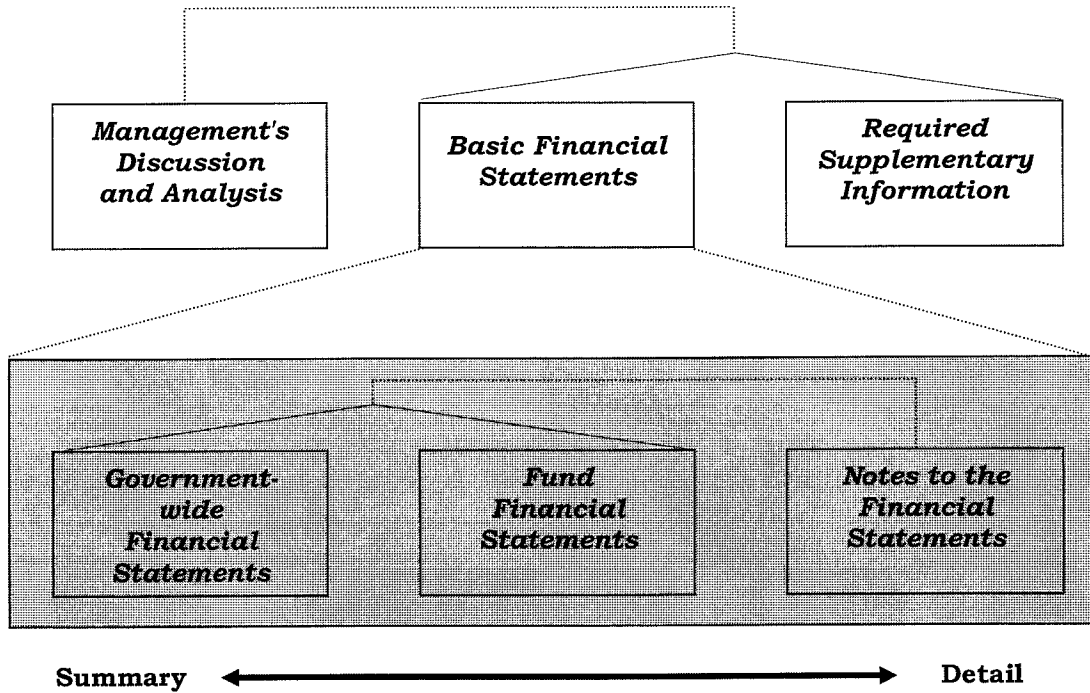 Management's
Discussion
and Analysis
Basic Financial
Statements
Required
Supplementary
Information
Government-
wide
Financial
Statements
Fund
Financial
Statements
Notes to the
Financial
Statements
Summary
Detail